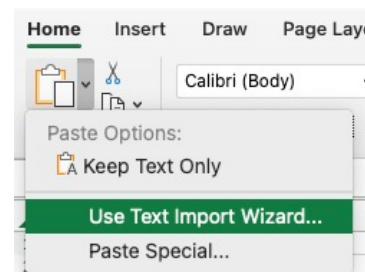 Home Insert Draw Page Lay
Calibri (Body)
Paste Options:
Keep Text Only
Use Text Import Wizard...
Paste Special...